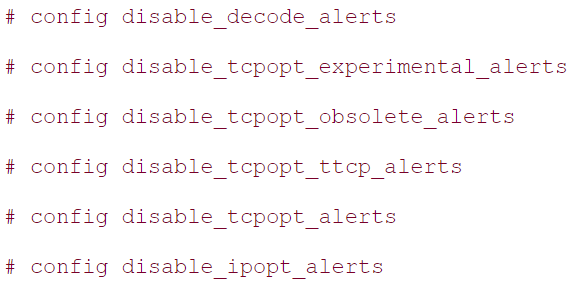 # config disable_decode_alerts
# config disable_tcpopt_experimental_alerts
# config disable_tcpopt_obsolete_alerts
# config disable_tcpopt_ttcp_alerts
# config disable_tcpopt_alerts
# config disable_ipopt_alerts